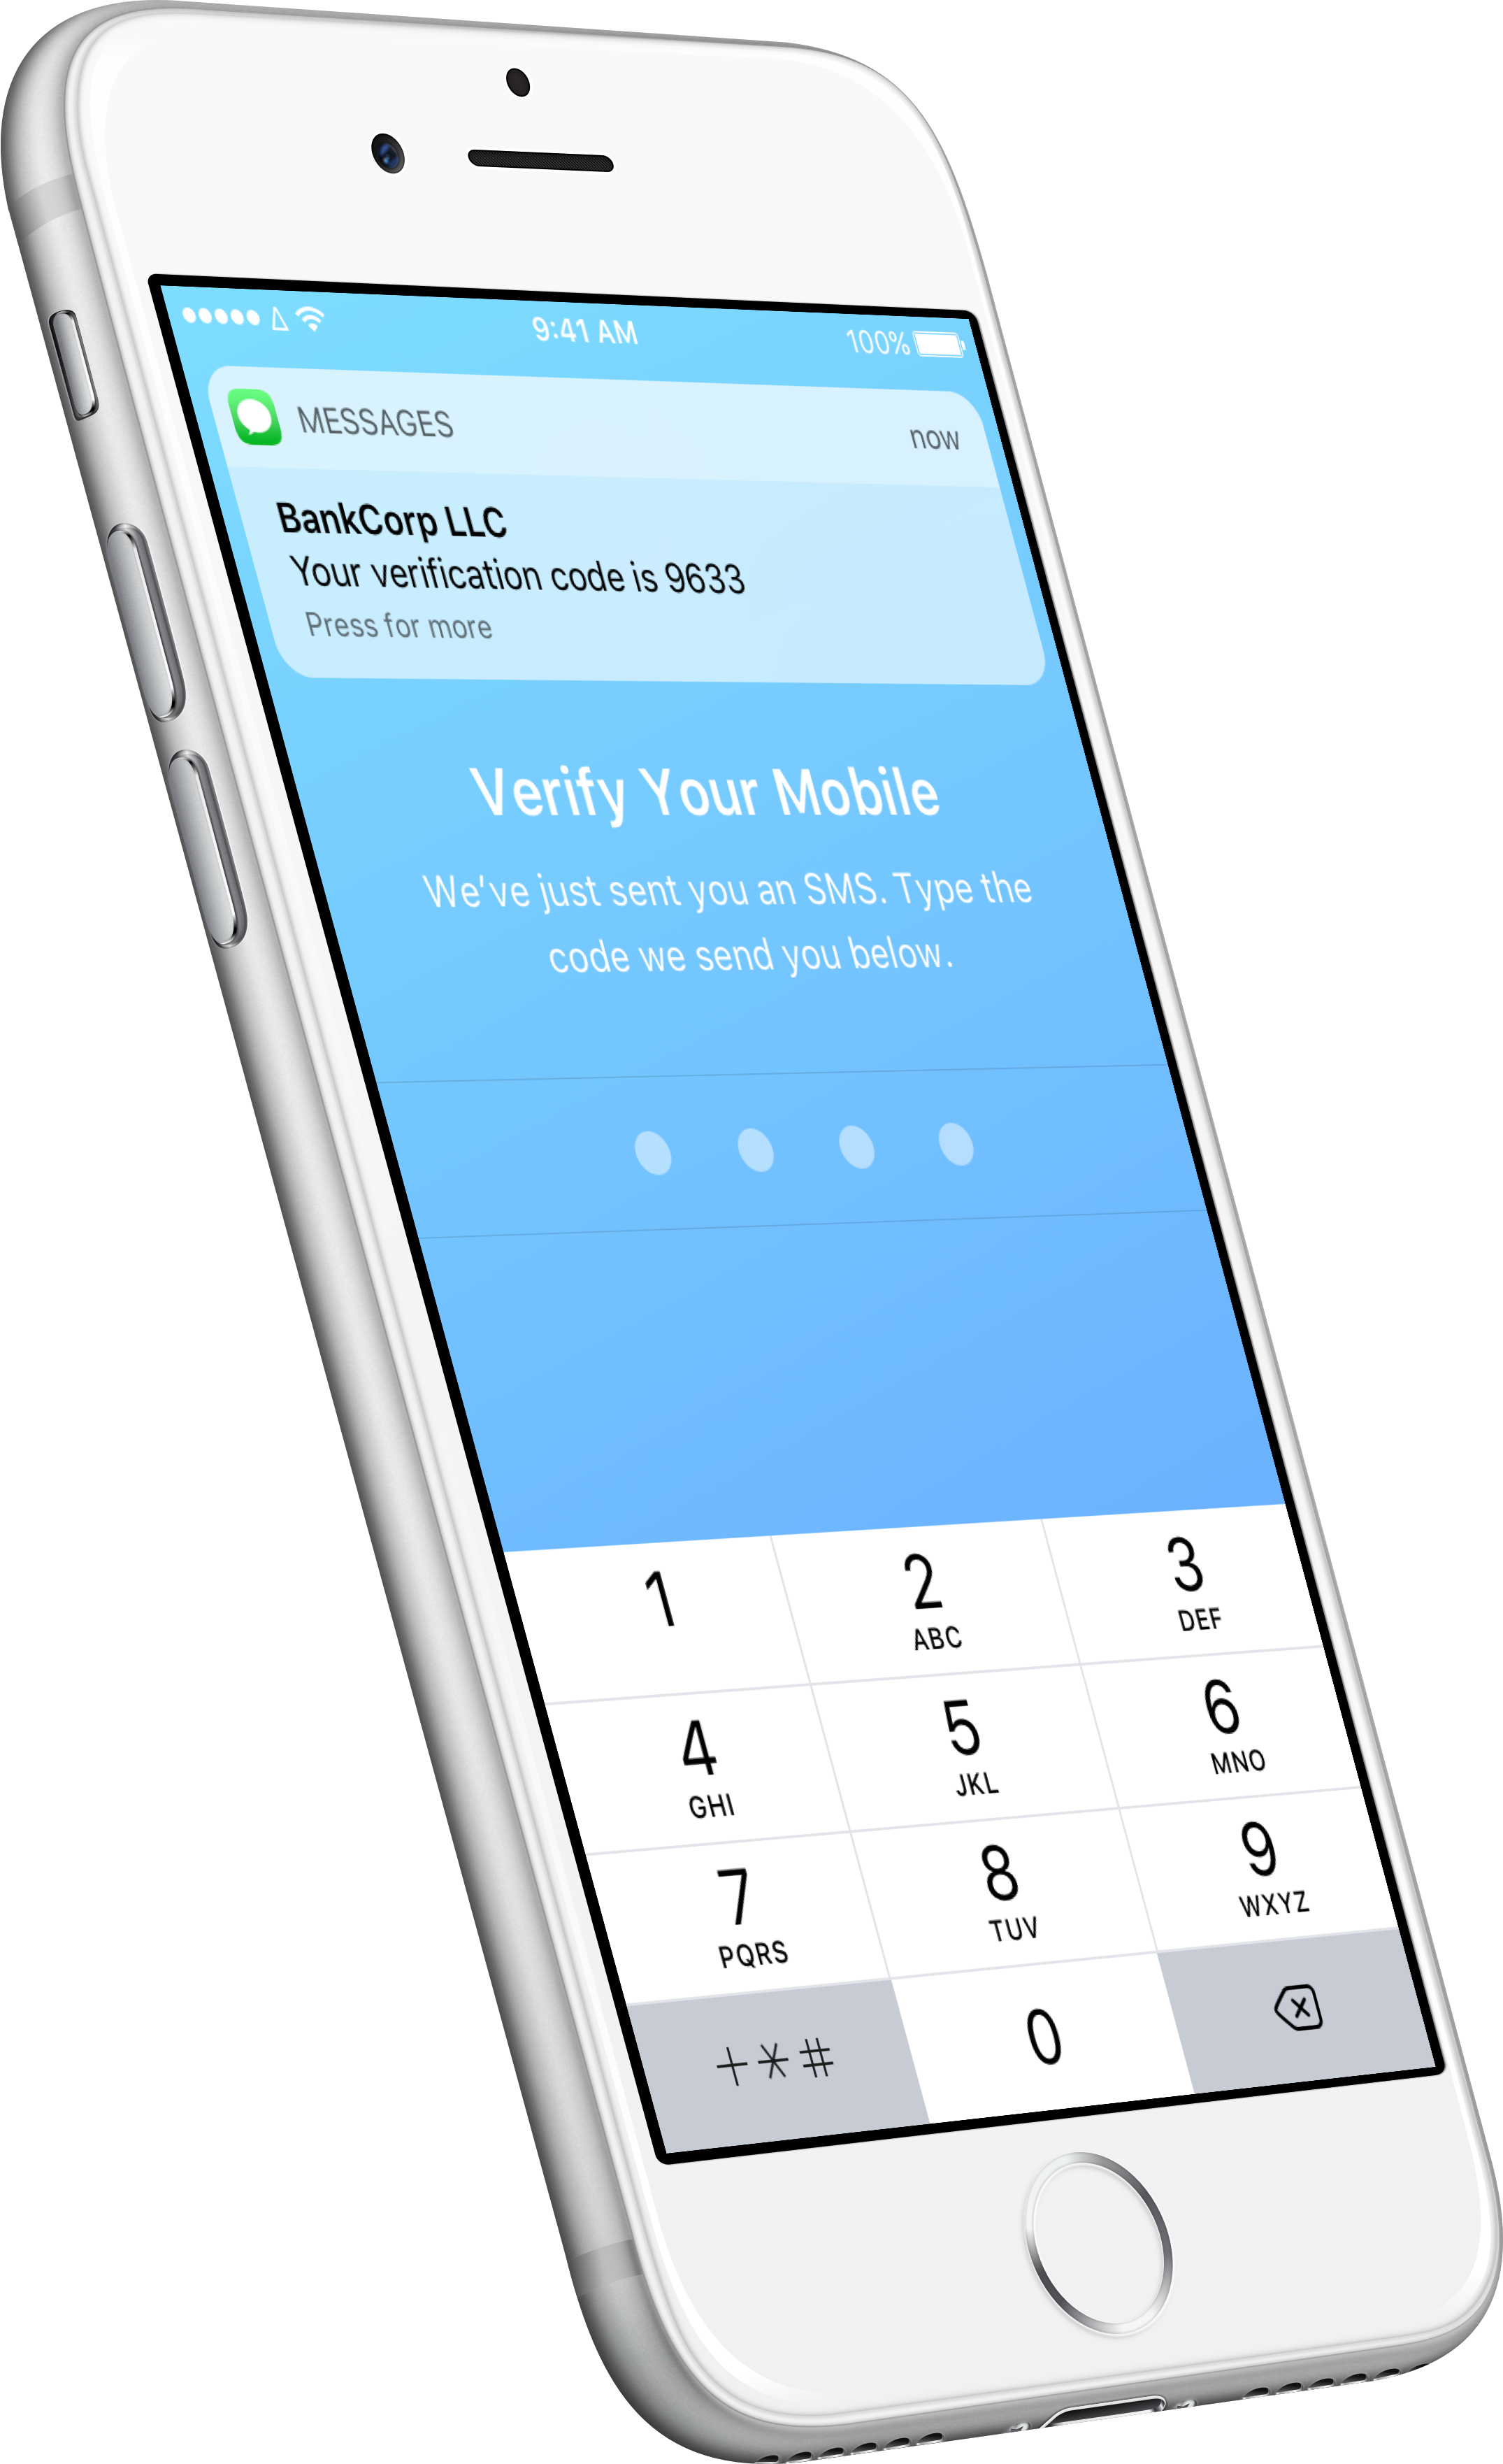 9:41 AM 100%
MESSAGES now
BankCorp LLC
Your verification code is 9633
Press for more
Verify Your Mobile
We've just sent you an SMS. Type the
code we send you below.
1 2 3
ABC DEF
4 5 6
GHI JKL MNO
7 8 9
PQRS TUV WXYZ
+*# 0